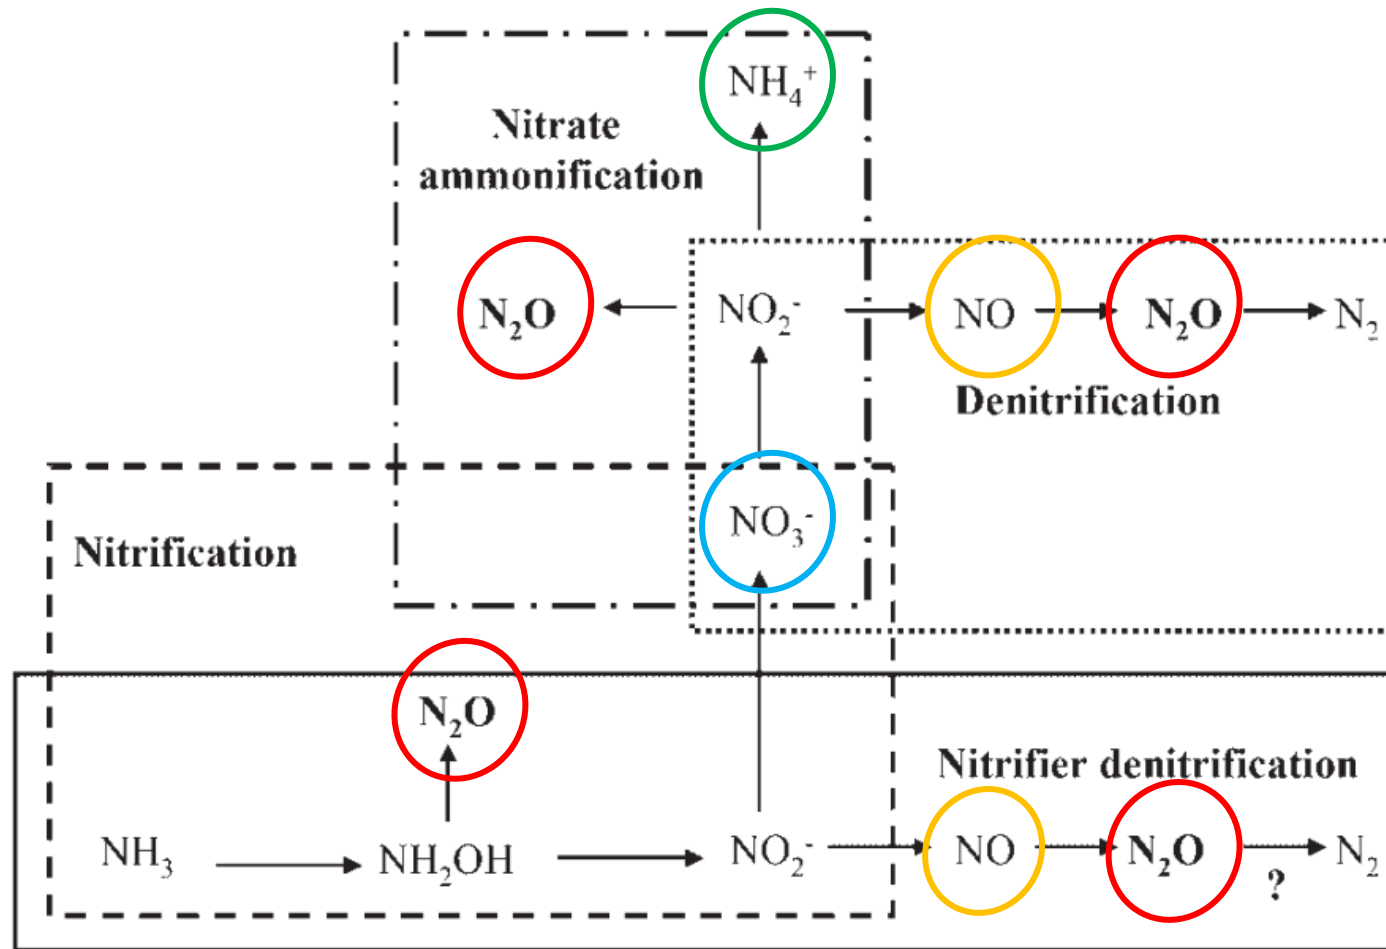 NH₄⁺
Nitrate
ammonification
N₂O
NO₂⁻
NO
N₂O
N₂
Denitrification
NO₃⁻
Nitrification
N₂O
Nitrifier denitrification
NH₃
NH₂OH
NO₂⁻
NO
N₂O
N₂
?